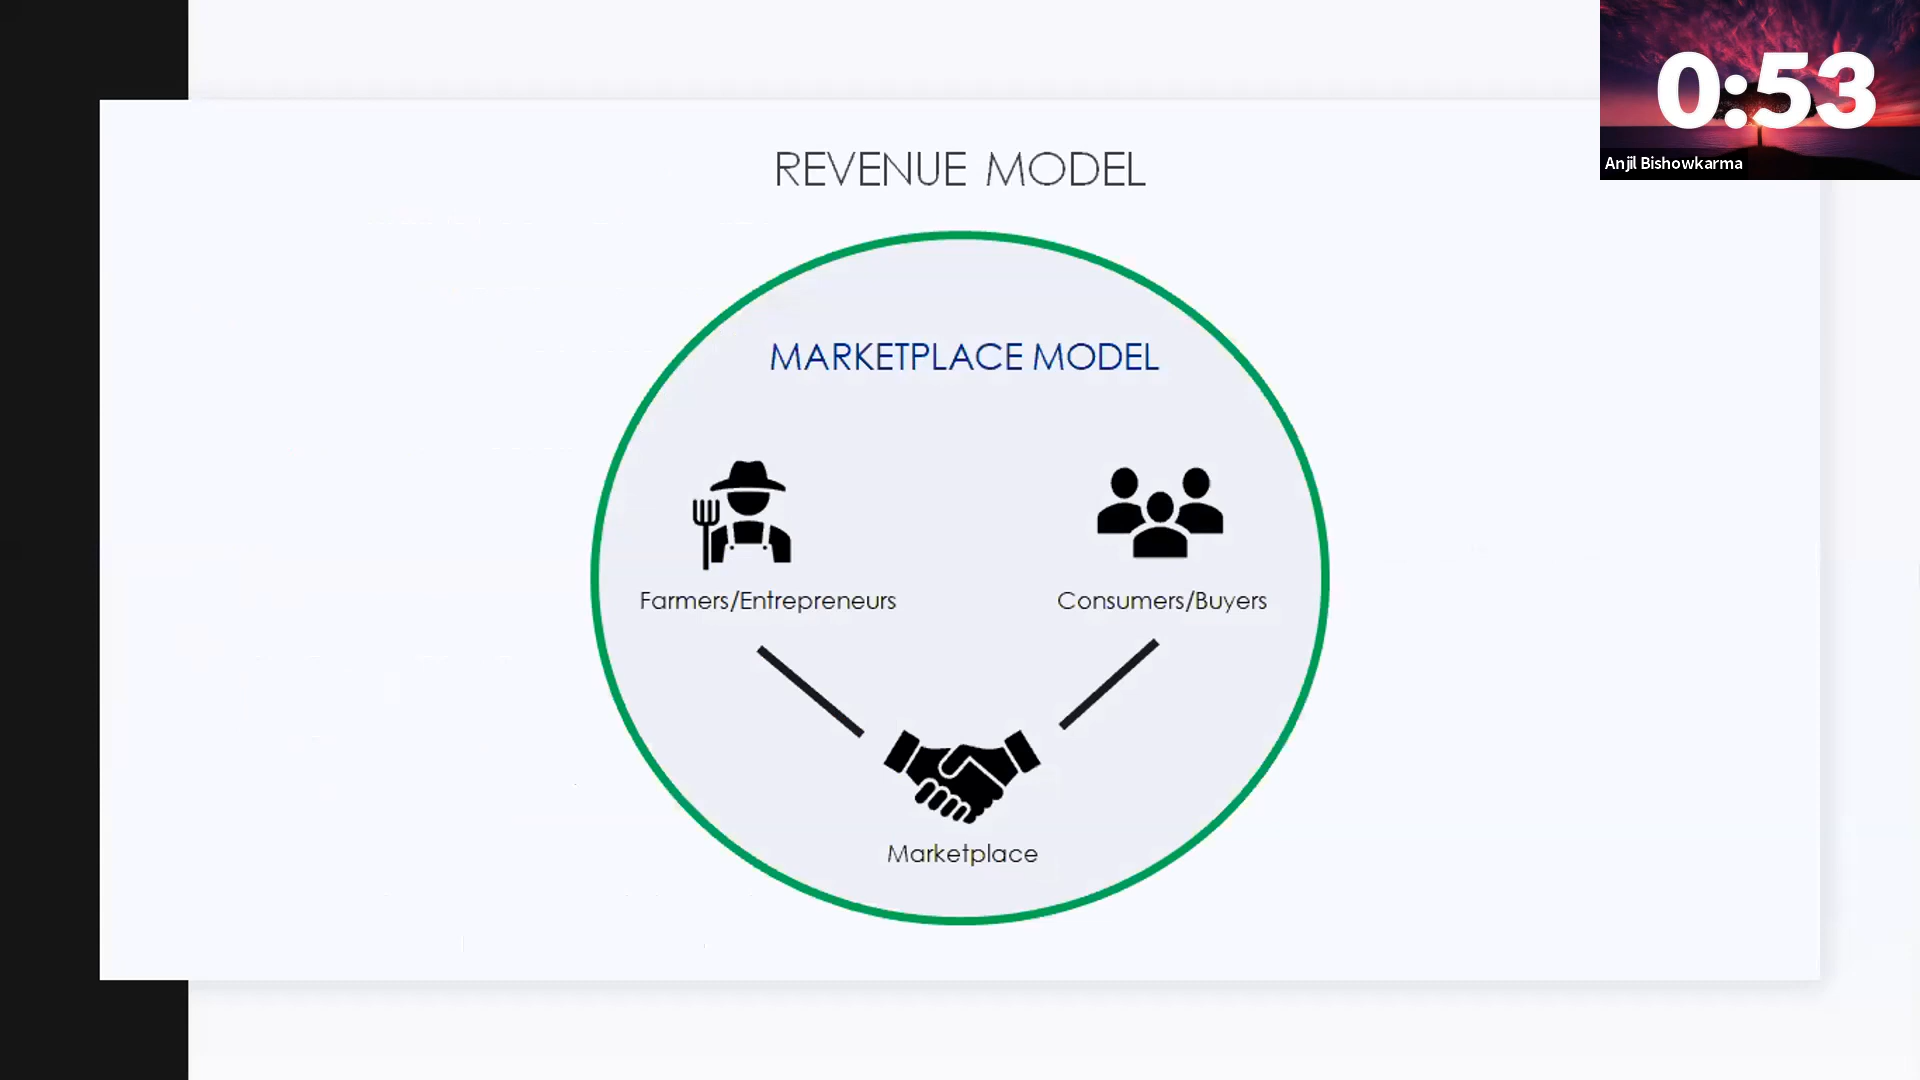 0:53
Anjil Bishowkarma
REVENUE MODEL
MARKETPLACE MODEL
Farmers/Entrepreneurs
Consumers/Buyers
Marketplace